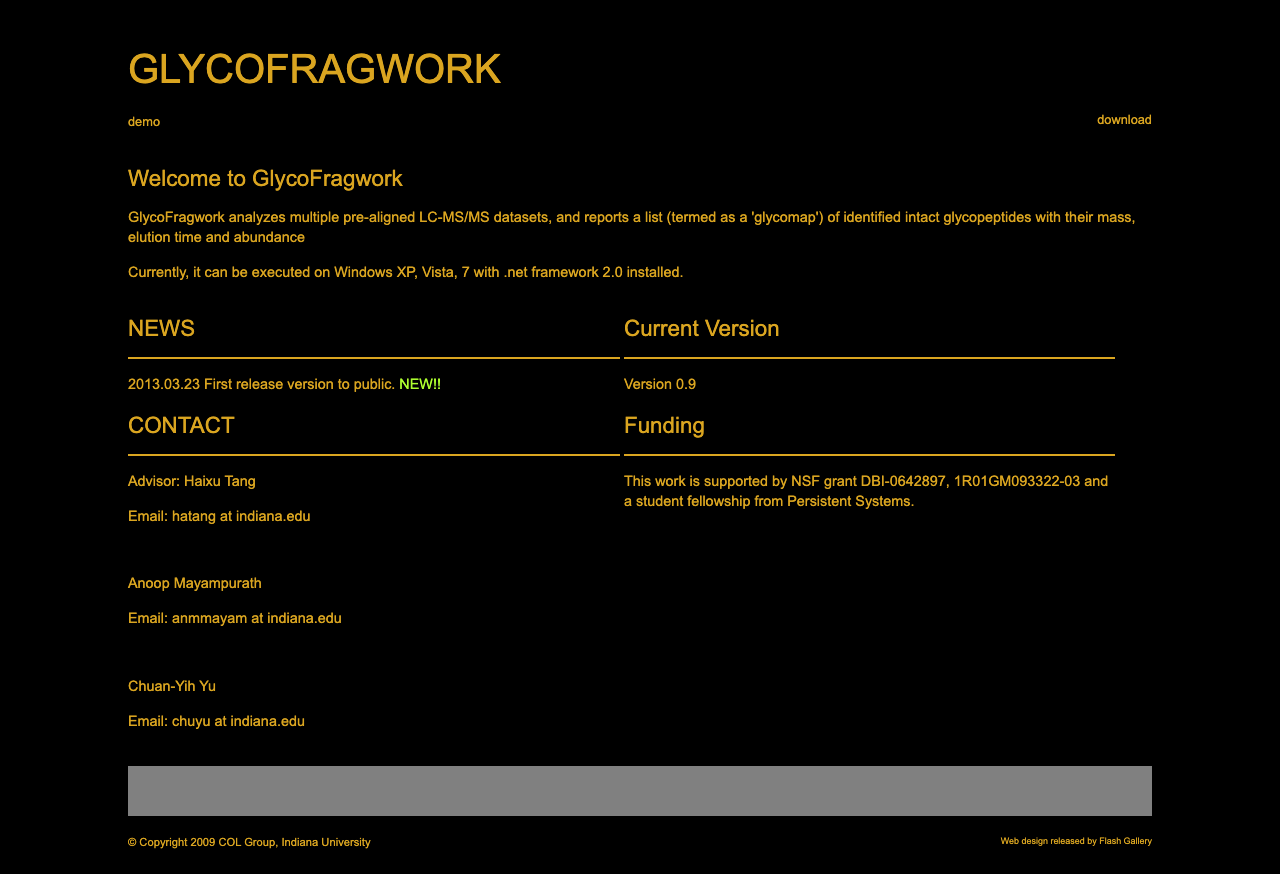 GLYCOFRAGWORK
demo
download
Welcome to GlycoFragwork
GlycoFragwork analyzes multiple pre-aligned LC-MS/MS datasets, and reports a list (termed as a 'glycomap') of identified intact glycopeptides with their mass,
elution time and abundance
Currently, it can be executed on Windows XP, Vista, 7 with .net framework 2.0 installed.
NEWS
2013.03.23 First release version to public. NEW!!
Current Version
Version 0.9
CONTACT
Advisor: Haixu Tang
Email: hatang at indiana.edu
Anoop Mayampurath
Email: anmmayam at indiana.edu
Chuan-Yih Yu
Email: chuyu at indiana.edu
Funding
This work is supported by NSF grant DBI-0642897, 1R01GM093322-03 and
a student fellowship from Persistent Systems.
© Copyright 2009 COL Group, Indiana University
Web design released by Flash Gallery